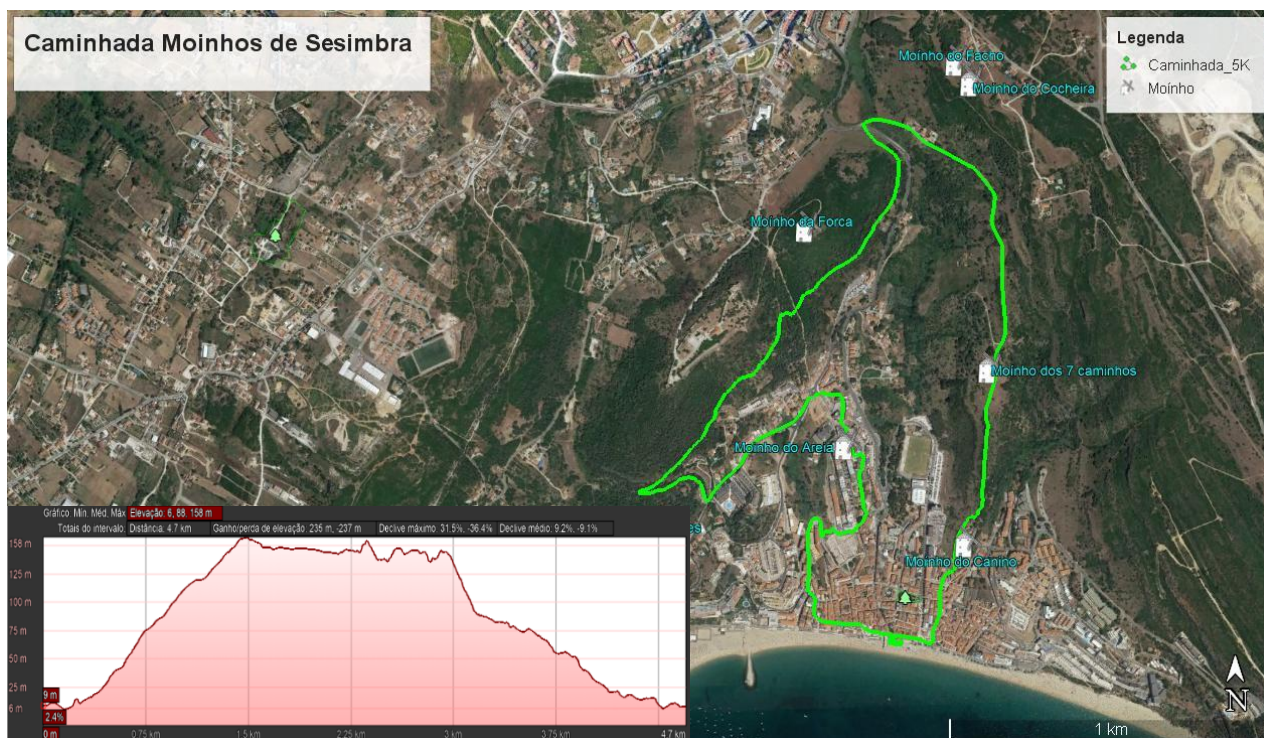 Caminhada Moinhos de Sesimbra
Legenda
Caminhada_5K
Moínho
Moinho do Facho
Moinho do Cocheira
Moinho da Forca
Moinho dos 7 caminhos
Moinho do Areia
Moinho do Canino
es
Gráfico: Mín, Méd, Máx Elevação: 6, 88, 158 m
Totais do intervalo: Distância: 4.7 km Ganho/perca de elevação: 235 m, -237 m Declive máximo: 31.5%, -36.4% Declive médio: 9.2%, -9.1%
158 m
125 m
100 m
75 m
50 m
25 m
9 m
6 m
2.4%
0 m 0.75 km 1.5 km 2.25 km 3 km 3.75 km 4.7 km
1 km
N